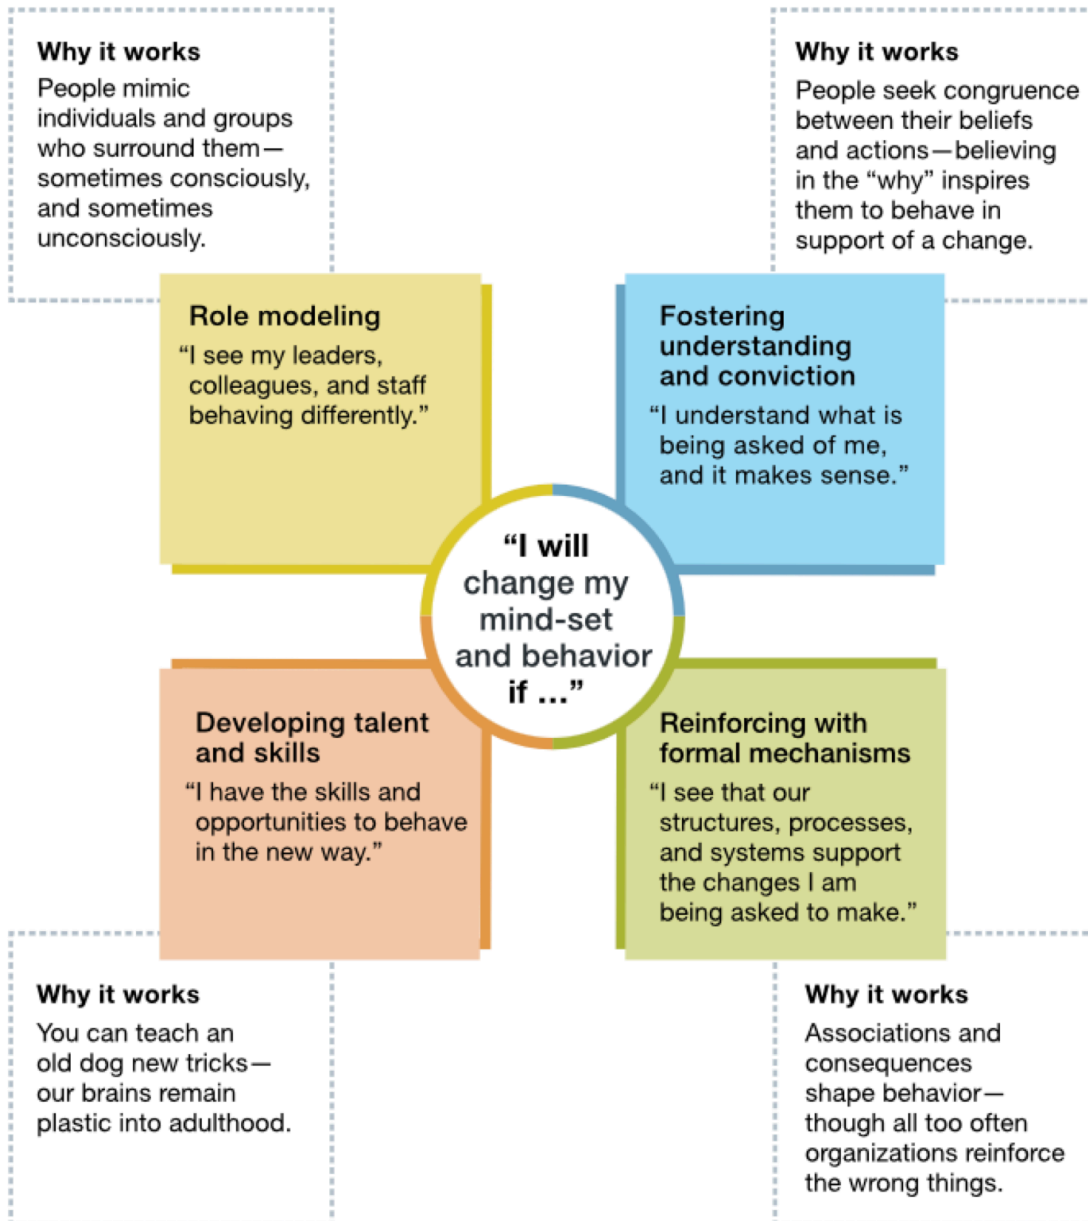 Why it works
People mimic
individuals and groups
who surround them—
sometimes consciously,
and sometimes
unconsciously.
Why it works
People seek congruence
between their beliefs
and actions—believing
in the “why” inspires
them to behave in
support of a change.
Role modeling
“I see my leaders,
colleagues, and staff
behaving differently.”
Fostering
understanding
and conviction
“I understand what is
being asked of me,
and it makes sense.”
“I will
change my
mind-set
and behavior
if ...”
Developing talent
and skills
“I have the skills and
opportunities to behave
in the new way.”
Reinforcing with
formal mechanisms
“I see that our
structures, processes,
and systems support
the changes I am
being asked to make.”
Why it works
You can teach an
old dog new tricks—
our brains remain
plastic into adulthood.
Why it works
Associations and
consequences
shape behavior—
though all too often
organizations reinforce
the wrong things.